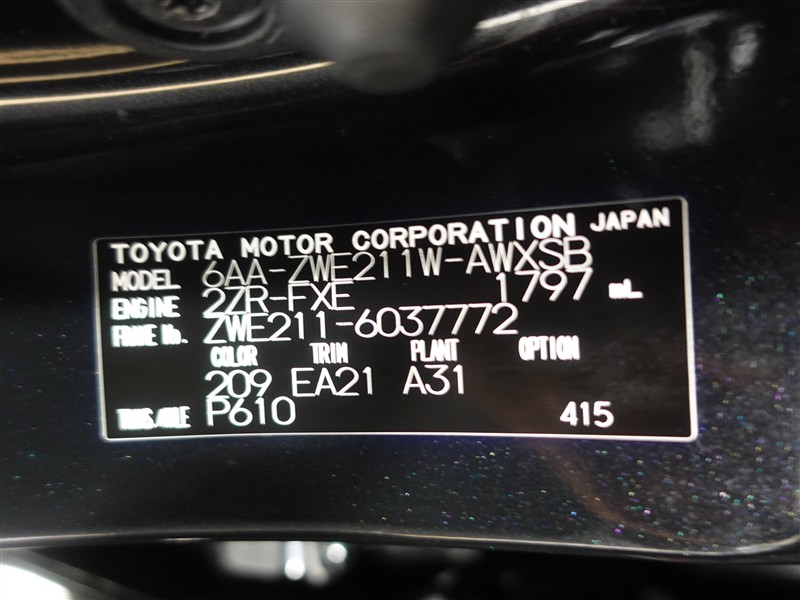 TOYOTA MOTOR CORPORATION JAPAN
MODEL 6AA-ZWE211W-AWXSB
ENGINE 2ZR-FXE 1797 mL
FRAME No. ZWE211-6037772
COLOR TRIM PLANT OPTION
209 EA21 A31
TRANS./AXLE P610 415